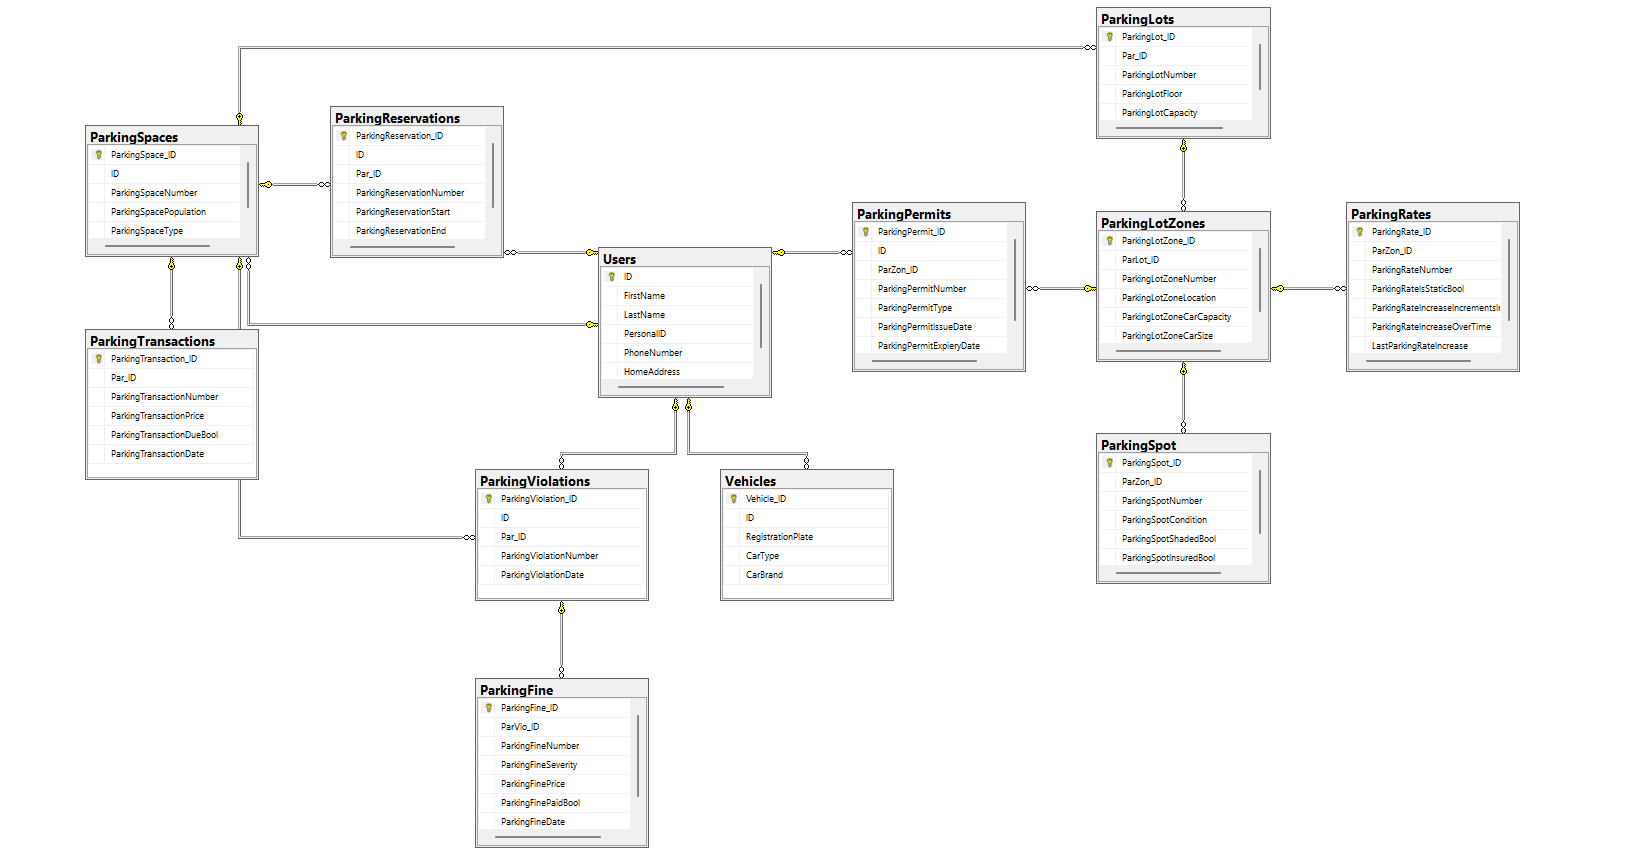 ParkingLots
ParkingLot_ID
Par_ID
ParkingLotNumber
ParkingLotFloor
ParkingLotCapacity
ParkingSpaces
ParkingSpace_ID
ID
ParkingSpaceNumber
ParkingSpacePopulation
ParkingSpaceType
ParkingReservations
ParkingReservation_ID
ID
Par_ID
ParkingReservationNumber
ParkingReservationStart
ParkingReservationEnd
Users
ID
FirstName
LastName
PersonalID
PhoneNumber
HomeAddress
ParkingPermits
ParkingPermit_ID
ID
ParZon_ID
ParkingPermitNumber
ParkingPermitType
ParkingPermitIssueDate
ParkingPermitExpieryDate
ParkingLotZones
ParkingLotZone_ID
ParLot_ID
ParkingLotZoneNumber
ParkingLotZoneLocation
ParkingLotZoneCarCapacity
ParkingLotZoneCarSize
ParkingRates
ParkingRate_ID
ParZon_ID
ParkingRateNumber
ParkingRateIsStaticBool
ParkingRateIncreaseIncrementsI
ParkingRateIncreaseOverTime
LastParkingRateIncrease
ParkingTransactions
ParkingTransaction_ID
Par_ID
ParkingTransactionNumber
ParkingTransactionPrice
ParkingTransactionDueBool
ParkingTransactionDate
ParkingViolations
ParkingViolation_ID
ID
Par_ID
ParkingViolationNumber
ParkingViolationDate
Vehicles
Vehicle_ID
ID
RegistrationPlate
CarType
CarBrand
ParkingSpot
ParkingSpot_ID
ParZon_ID
ParkingSpotNumber
ParkingSpotCondition
ParkingSpotShadedBool
ParkingSpotInsuredBool
ParkingFine
ParkingFine_ID
ParVio_ID
ParkingFineNumber
ParkingFineSeverity
ParkingFinePrice
ParkingFinePaidBool
ParkingFineDate